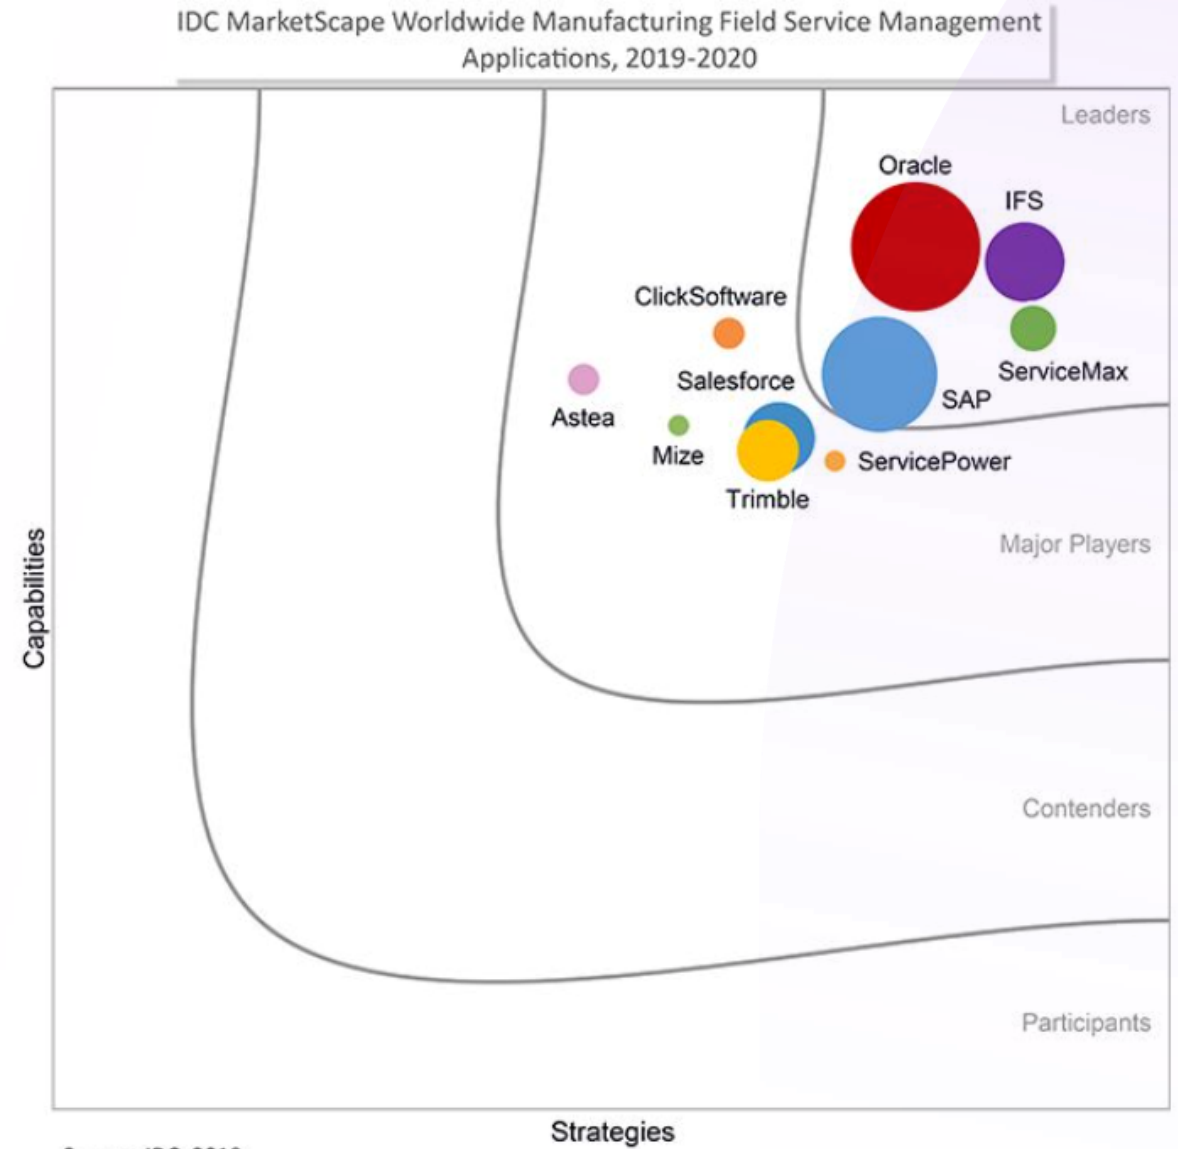 IDC MarketScape Worldwide Manufacturing Field Service Management
Applications, 2019-2020
Leaders
Oracle
IFS
ClickSoftware
Salesforce
ServiceMax
SAP
Astea
Mize
ServicePower
Trimble
Major Players
Capabilities
Contenders
Participants
Strategies